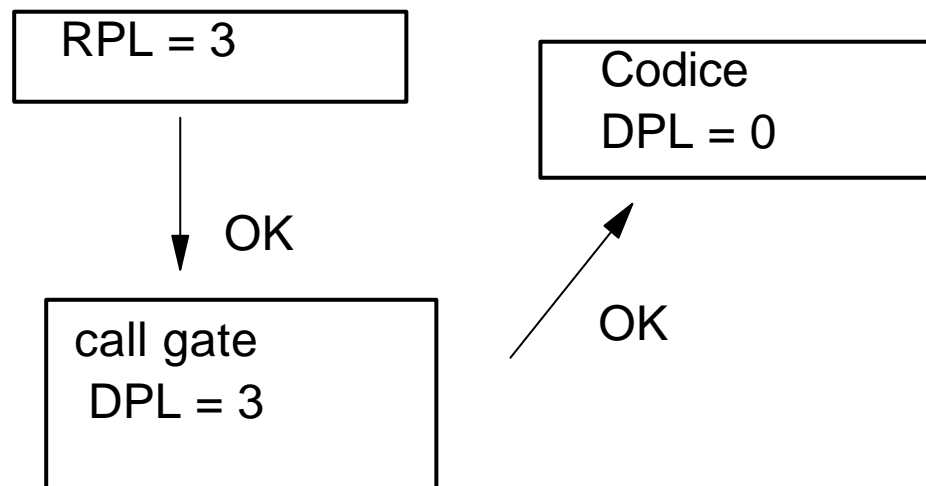 RPL = 3
Codice
DPL = 0
OK
call gate
DPL = 3
OK